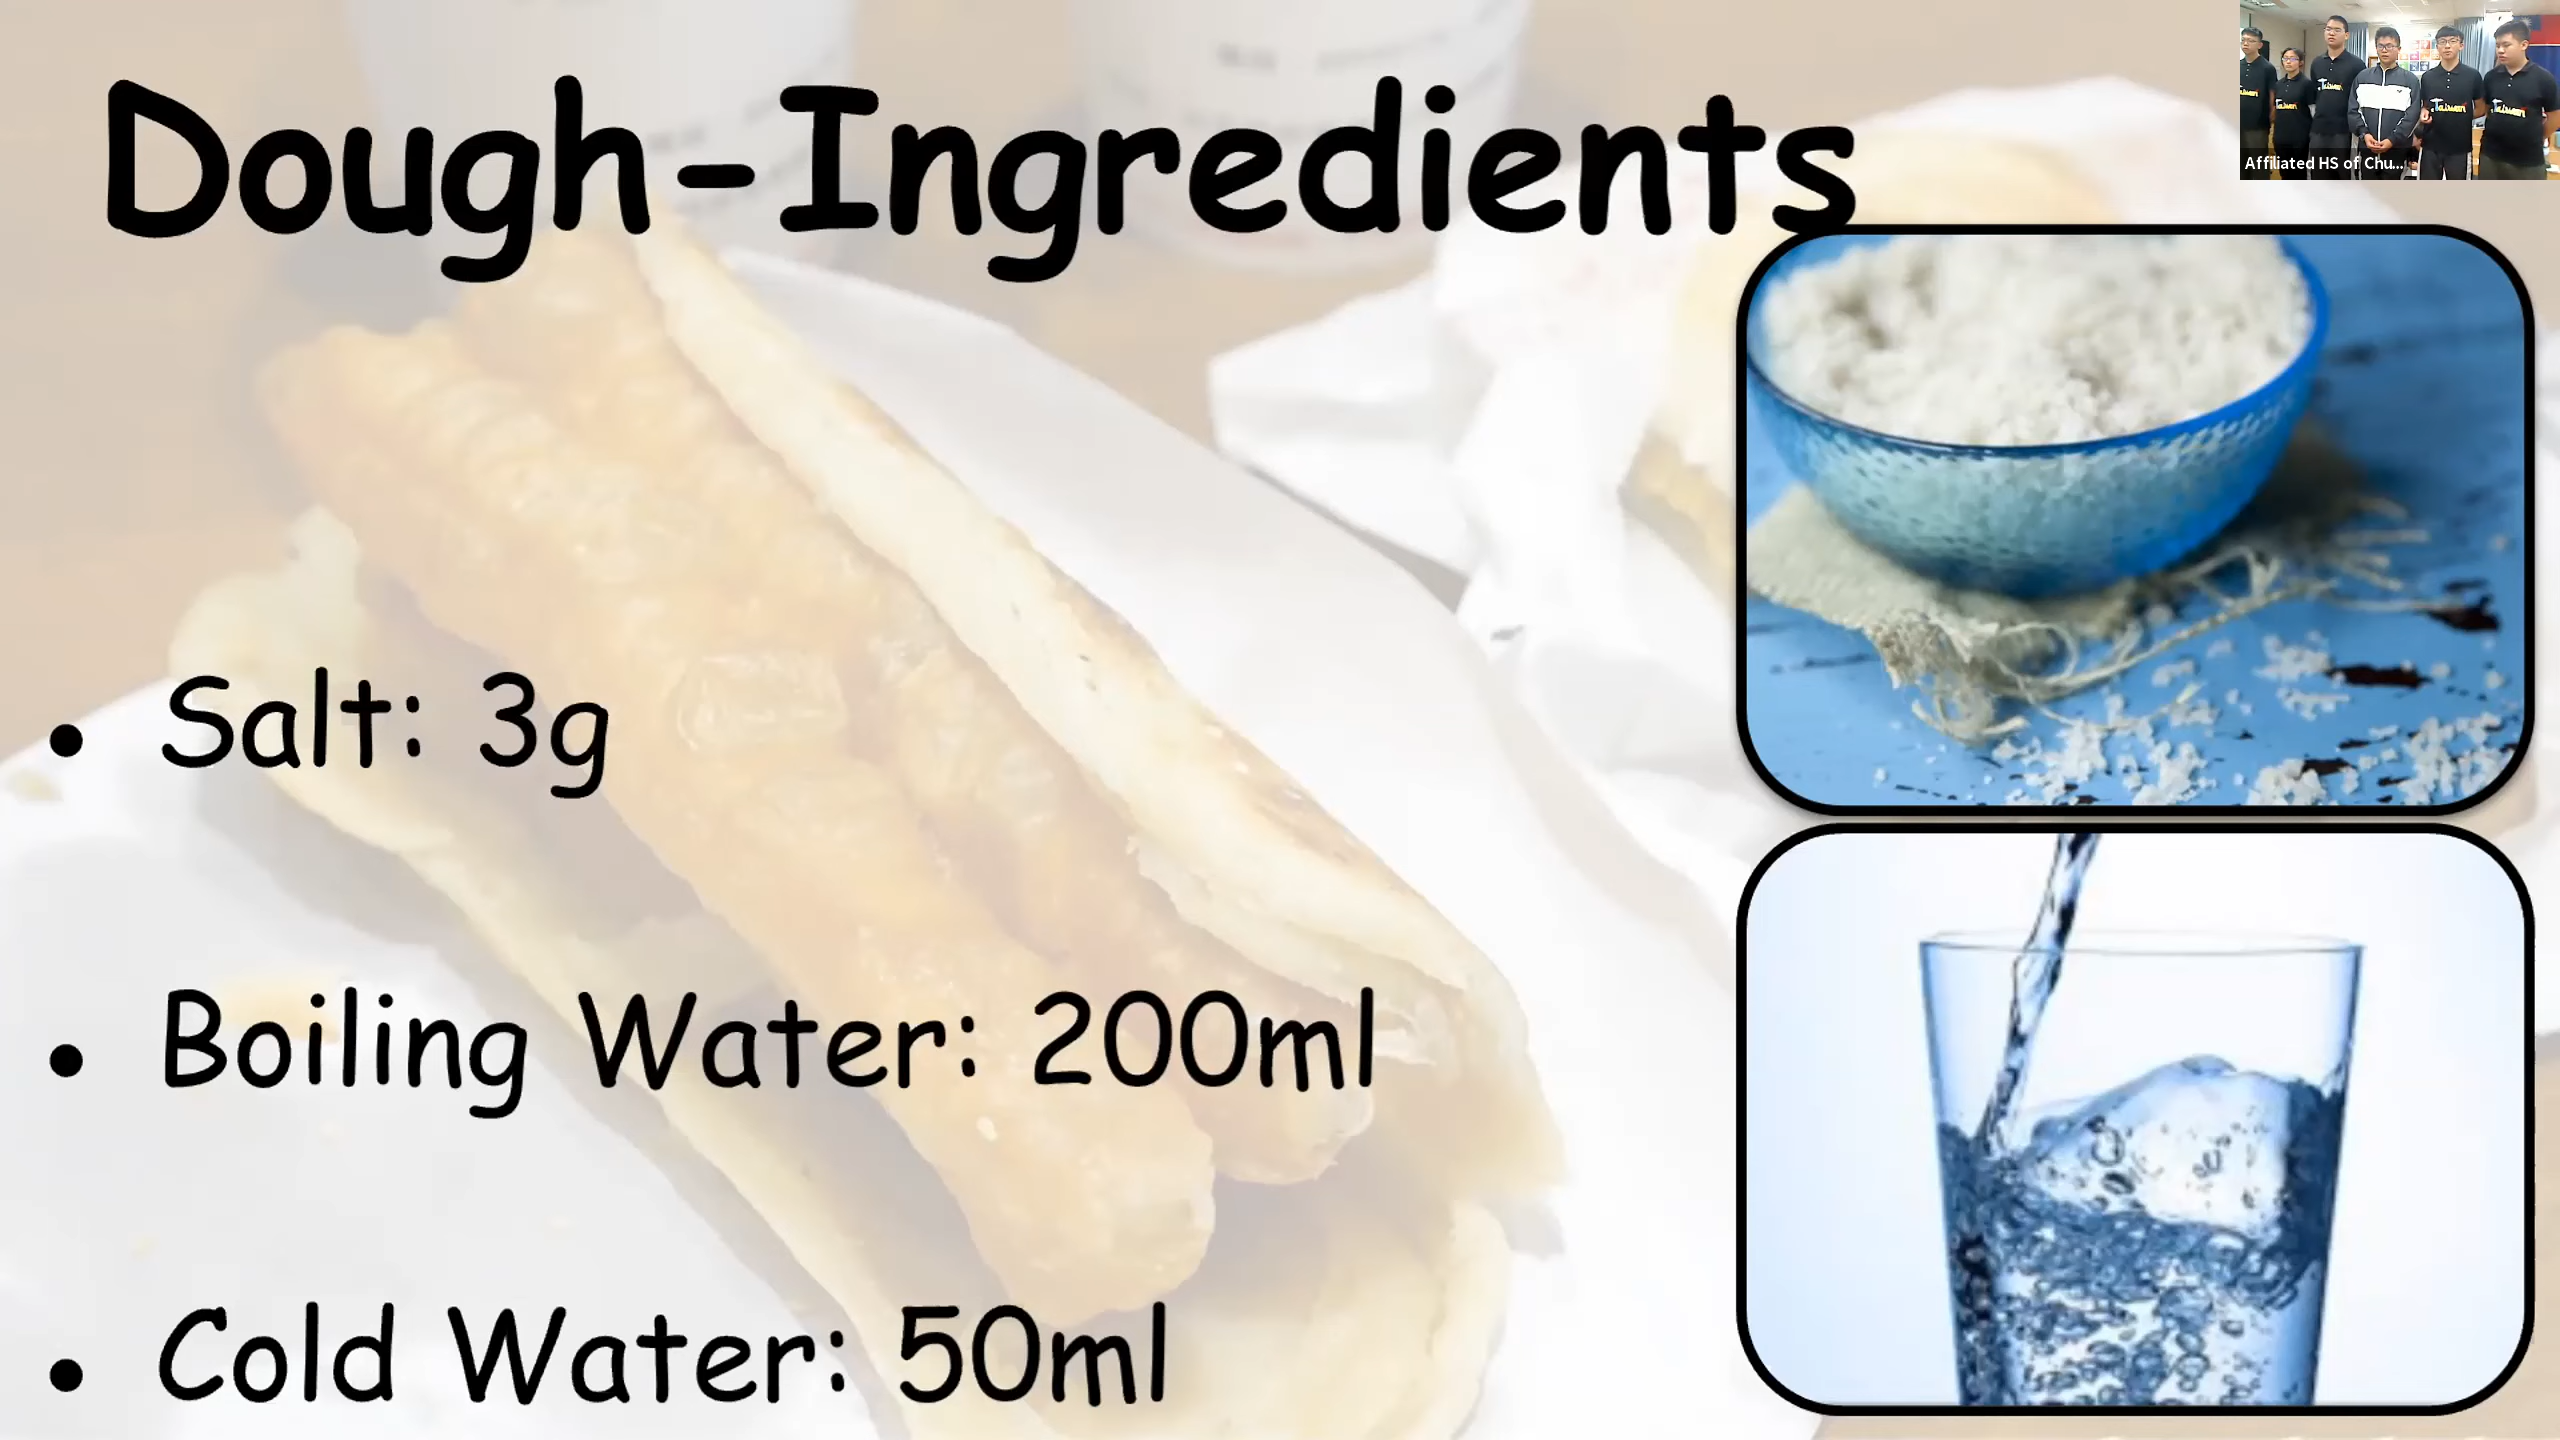 Dough-Ingredients
Affiliated HS of Chu...
• Salt: 3g
• Boiling Water: 200ml
• Cold Water: 50ml